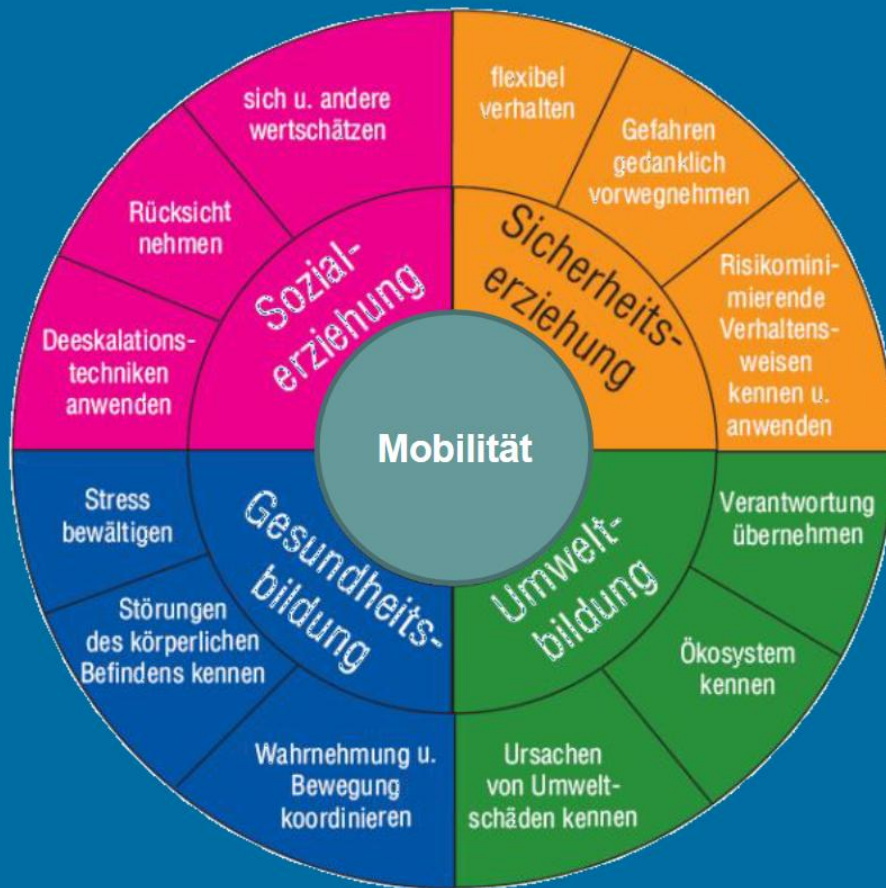 sich u. andere
wertschätzen
Rücksicht
nehmen
Deeskalations-
techniken
anwenden
Sozial-
erziehung
flexibel
verhalten
Gefahren
gedanklich
vorwegnehmen
Risikomini-
mierende
Verhaltens-
weisen
kennen u.
anwenden
Sicherheits-
erziehung
Mobilität
Stress
bewältigen
Störungen
des körperlichen
Befindens kennen
Wahrnehmung u.
Bewegung
koordinieren
Gesundheits-
bildung
Verantwortung
übernehmen
Ökosystem
kennen
Ursachen
von Umwelt-
schäden kennen
Umwelt-
bildung